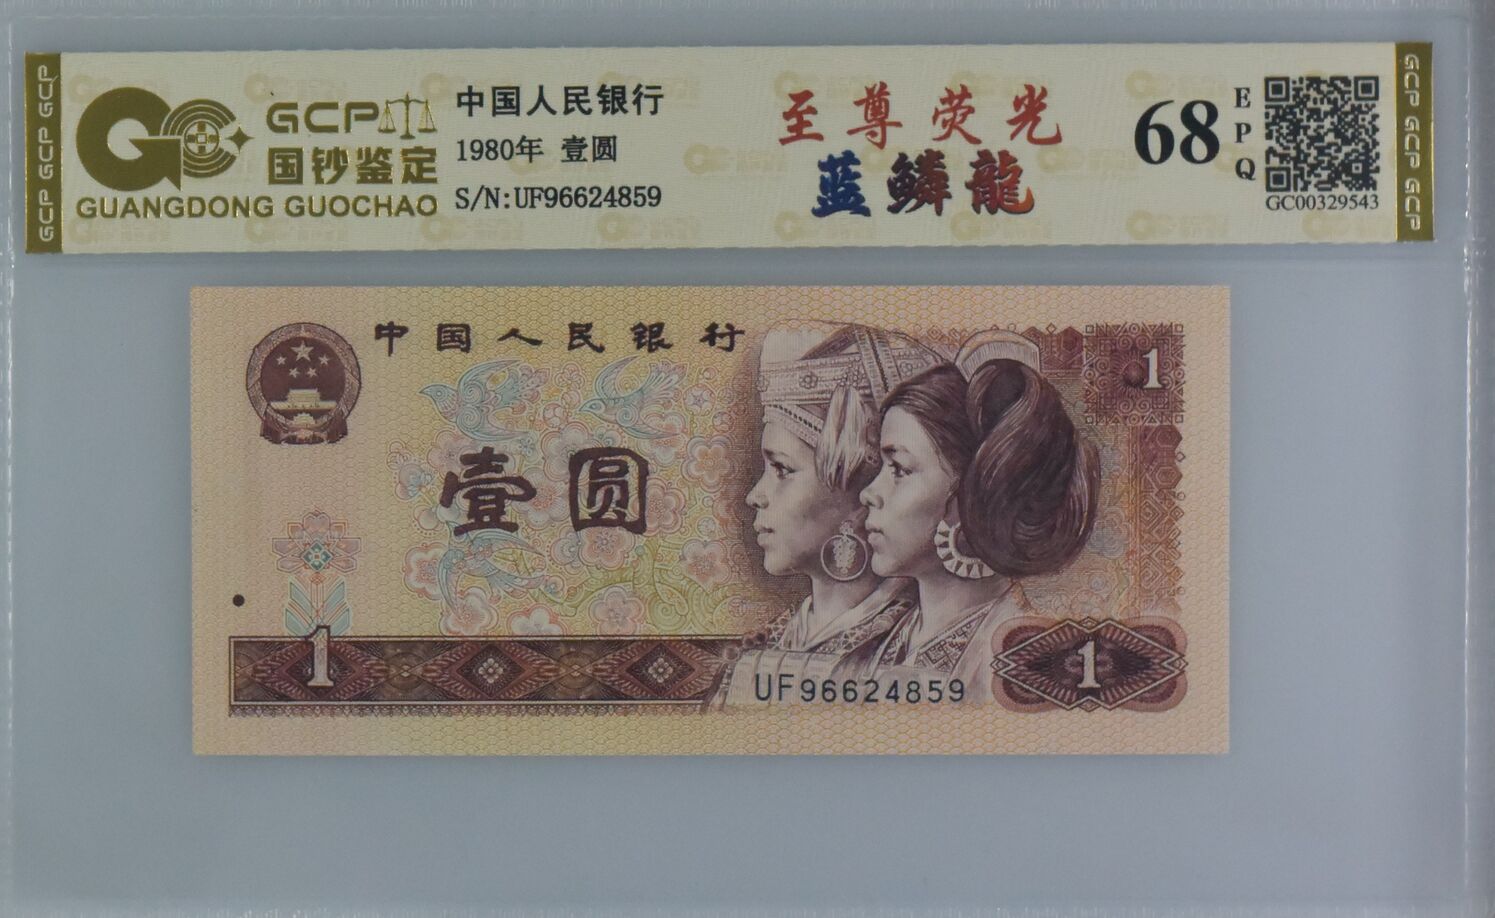 GCP GCP GCP
GCP
国钞鉴定
GUANGDONG GUOCHAO
中国人民银行
1980年 壹圆
S/N:UF96624859
至尊荧光
蓝鳞龍
68
EPQ
GC00329543
GCP GCP GCP GCP
中国人民银行
1
壹圆
1
UF96624859
1